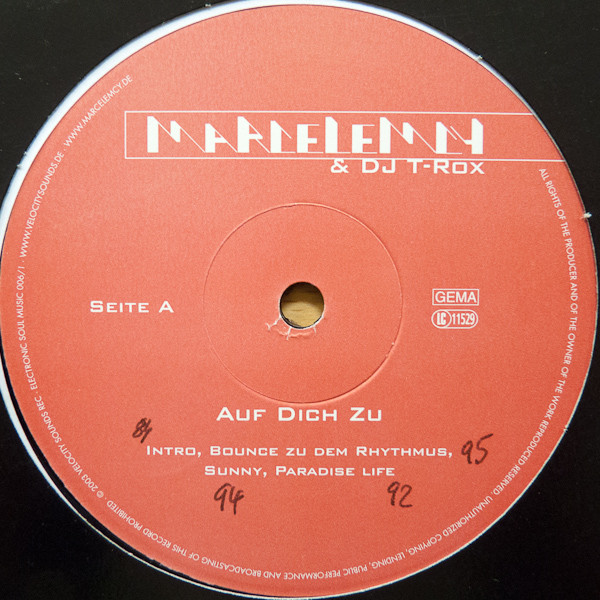 MARCELEMCY
& DJ T-ROX
SEITE A
GEMA
LC 11529
AUF DICH ZU
84
INTRO, BOUNCE ZU DEM RHYTHMUS, 95
SUNNY, PARADISE LIFE
94 92
ALL RIGHTS OF THE PRODUCER AND OF THE OWNER OF THE WORK REPRODUCED RESERVED. UNAUTHORIZED COPYING, LENDING, PUBLIC PERFORMANCE AND BROADCASTING OF THIS RECORD PROHIBITED · © 2003 VELOCITY SOUNDS REC. ELECTRONIC SOUL MUSIC 006/1 · WWW.VELOCITYSOUNDS.DE · WWW.MARCELEMCY.DE